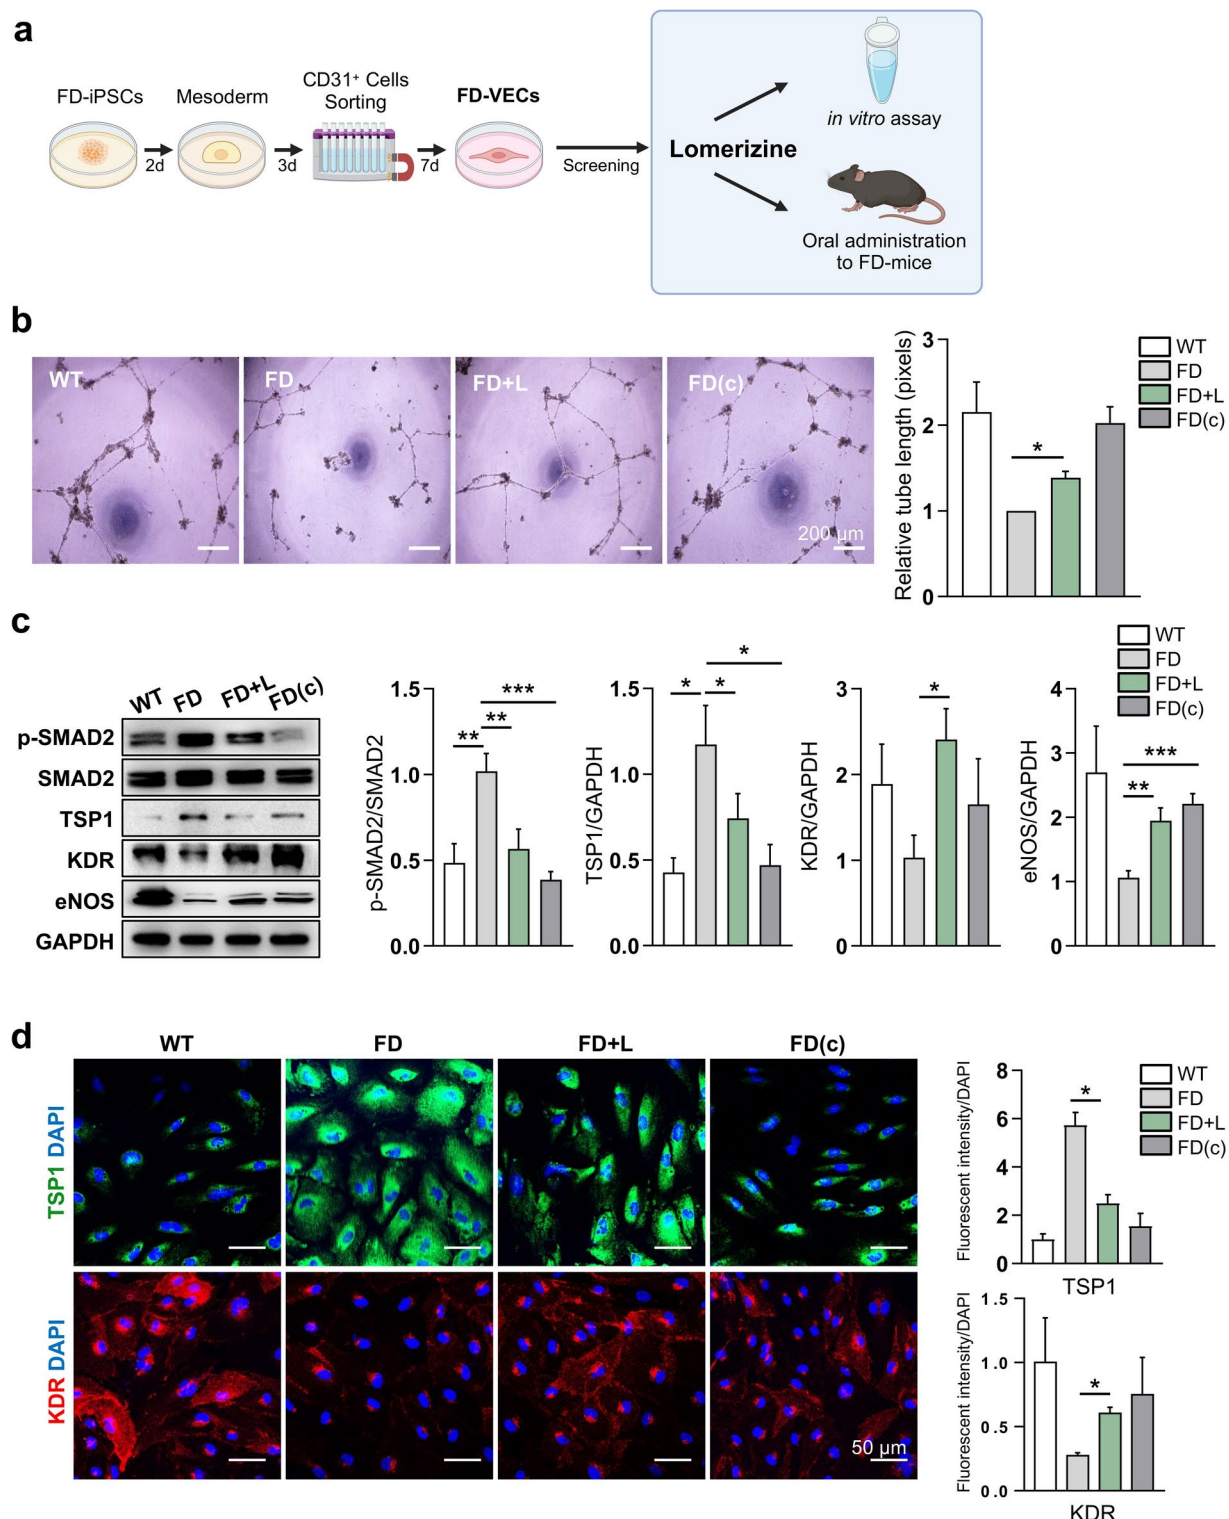 a
FD-iPSCs
Mesoderm
CD31⁺ Cells
Sorting
FD-VECs
2d
3d
7d
Screening
Lomerizine
in vitro assay
Oral administration
to FD-mice
b
WT
FD
FD+L
FD(c)
200 μm
Relative tube length (pixels)
3
2
1
0
*
WT
FD
FD+L
FD(c)
c
WT
FD
FD+L
FD(c)
p-SMAD2
SMAD2
TSP1
KDR
eNOS
GAPDH
p-SMAD2/SMAD2
1.5
1.0
0.5
0.0
**
**
***
TSP1/GAPDH
1.5
1.0
0.5
0.0
*
*
*
KDR/GAPDH
3
2
1
0
*
eNOS/GAPDH
4
3
2
1
0
**
***
WT
FD
FD+L
FD(c)
d
WT
FD
FD+L
FD(c)
TSP1 DAPI
KDR DAPI
50 μm
Fluorescent intensity/DAPI
8
6
4
2
0
*
TSP1
WT
FD
FD+L
FD(c)
Fluorescent intensity/DAPI
1.5
1.0
0.5
0.0
*
KDR